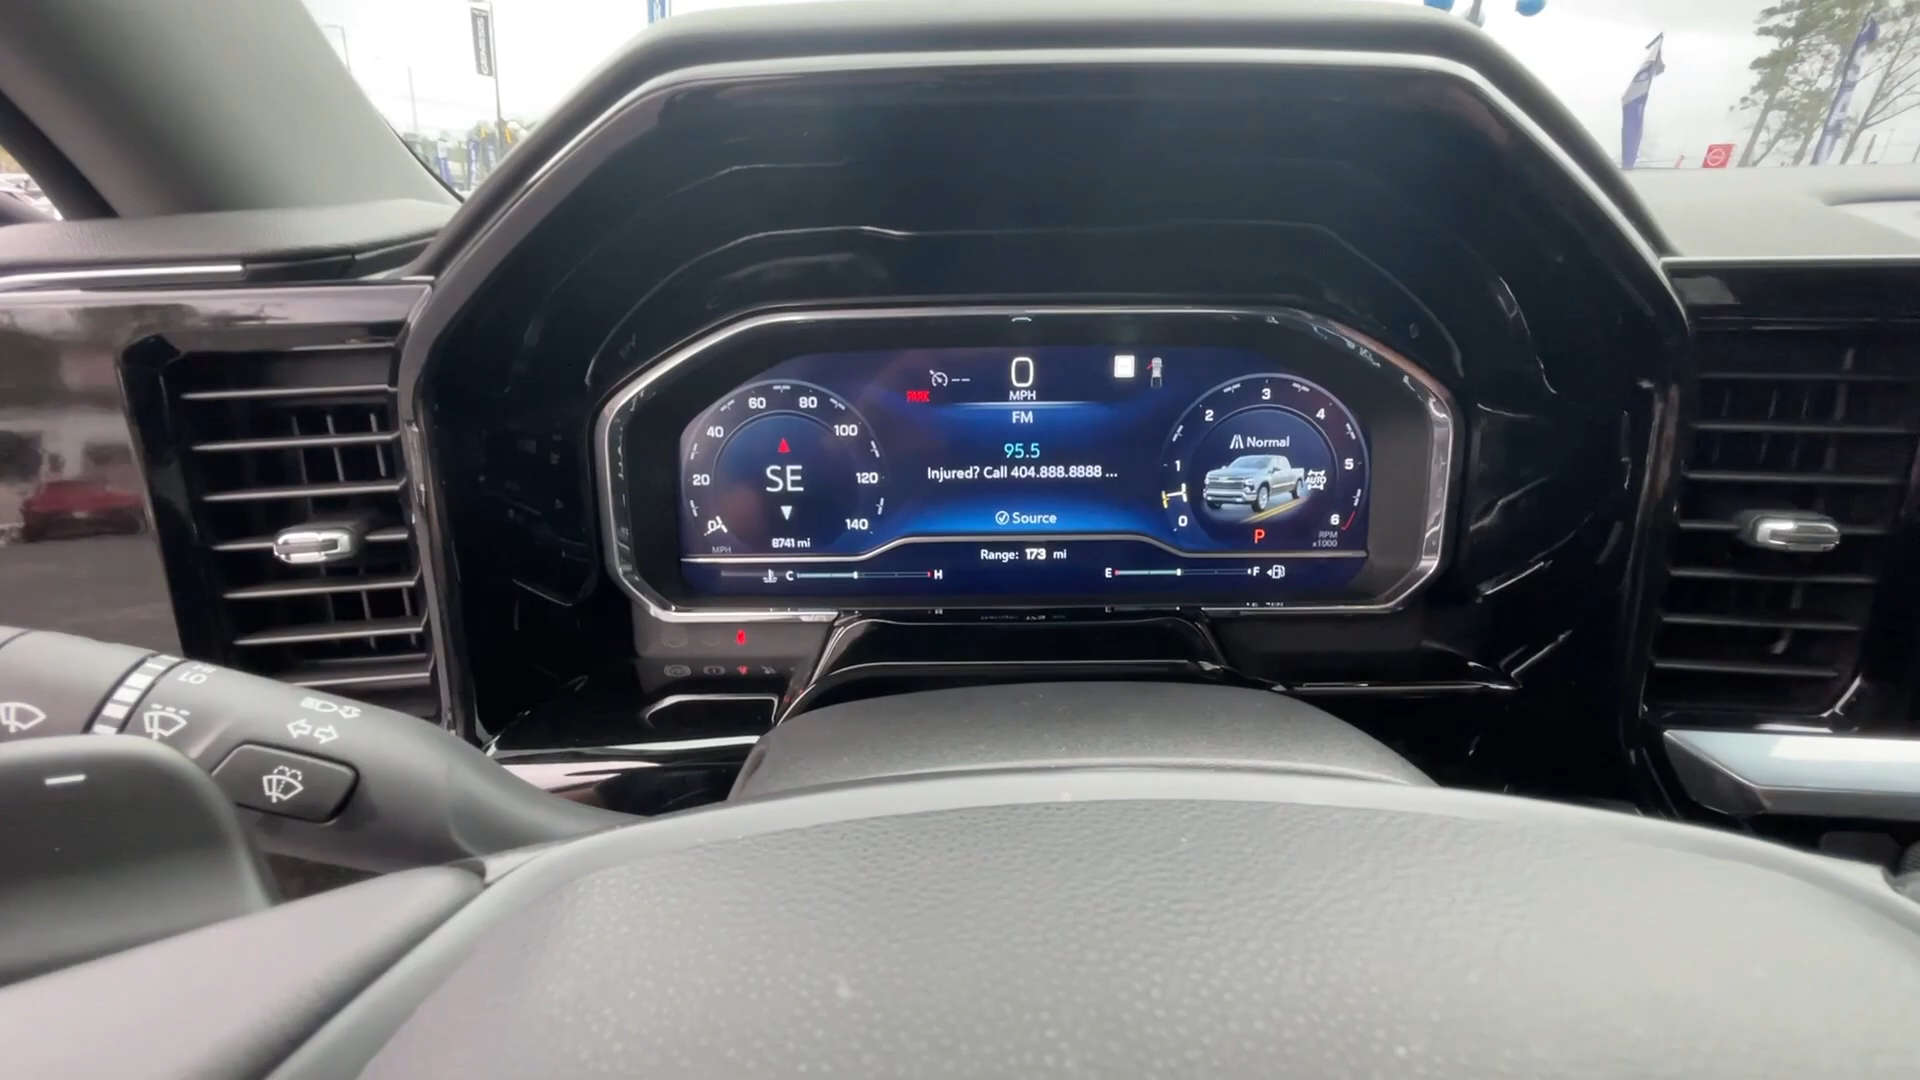 GENESIS
0
MPH
PARK
FM
95.5
Injured? Call 404.888.8888 ...
Source
Range: 173 mi
0
20
40
60
80
100
120
140
MPH
SE
8741 mi
C
H
0
1
2
3
4
5
6
RPM
x1000
Normal
AUTO
P
E
F
LO